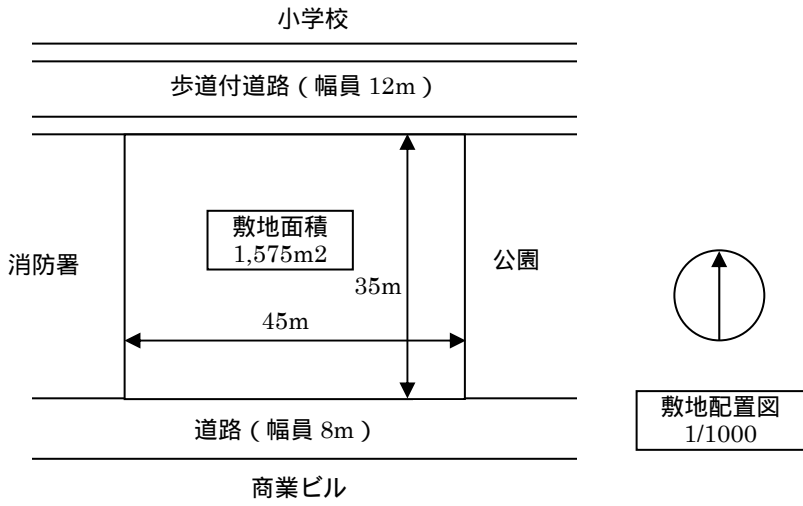 小学校
歩道付道路（幅員 12m）
敷地面積
1,575m2
消防署
公園
35m
45m
敷地配置図
1/1000
道路（幅員 8m）
商業ビル